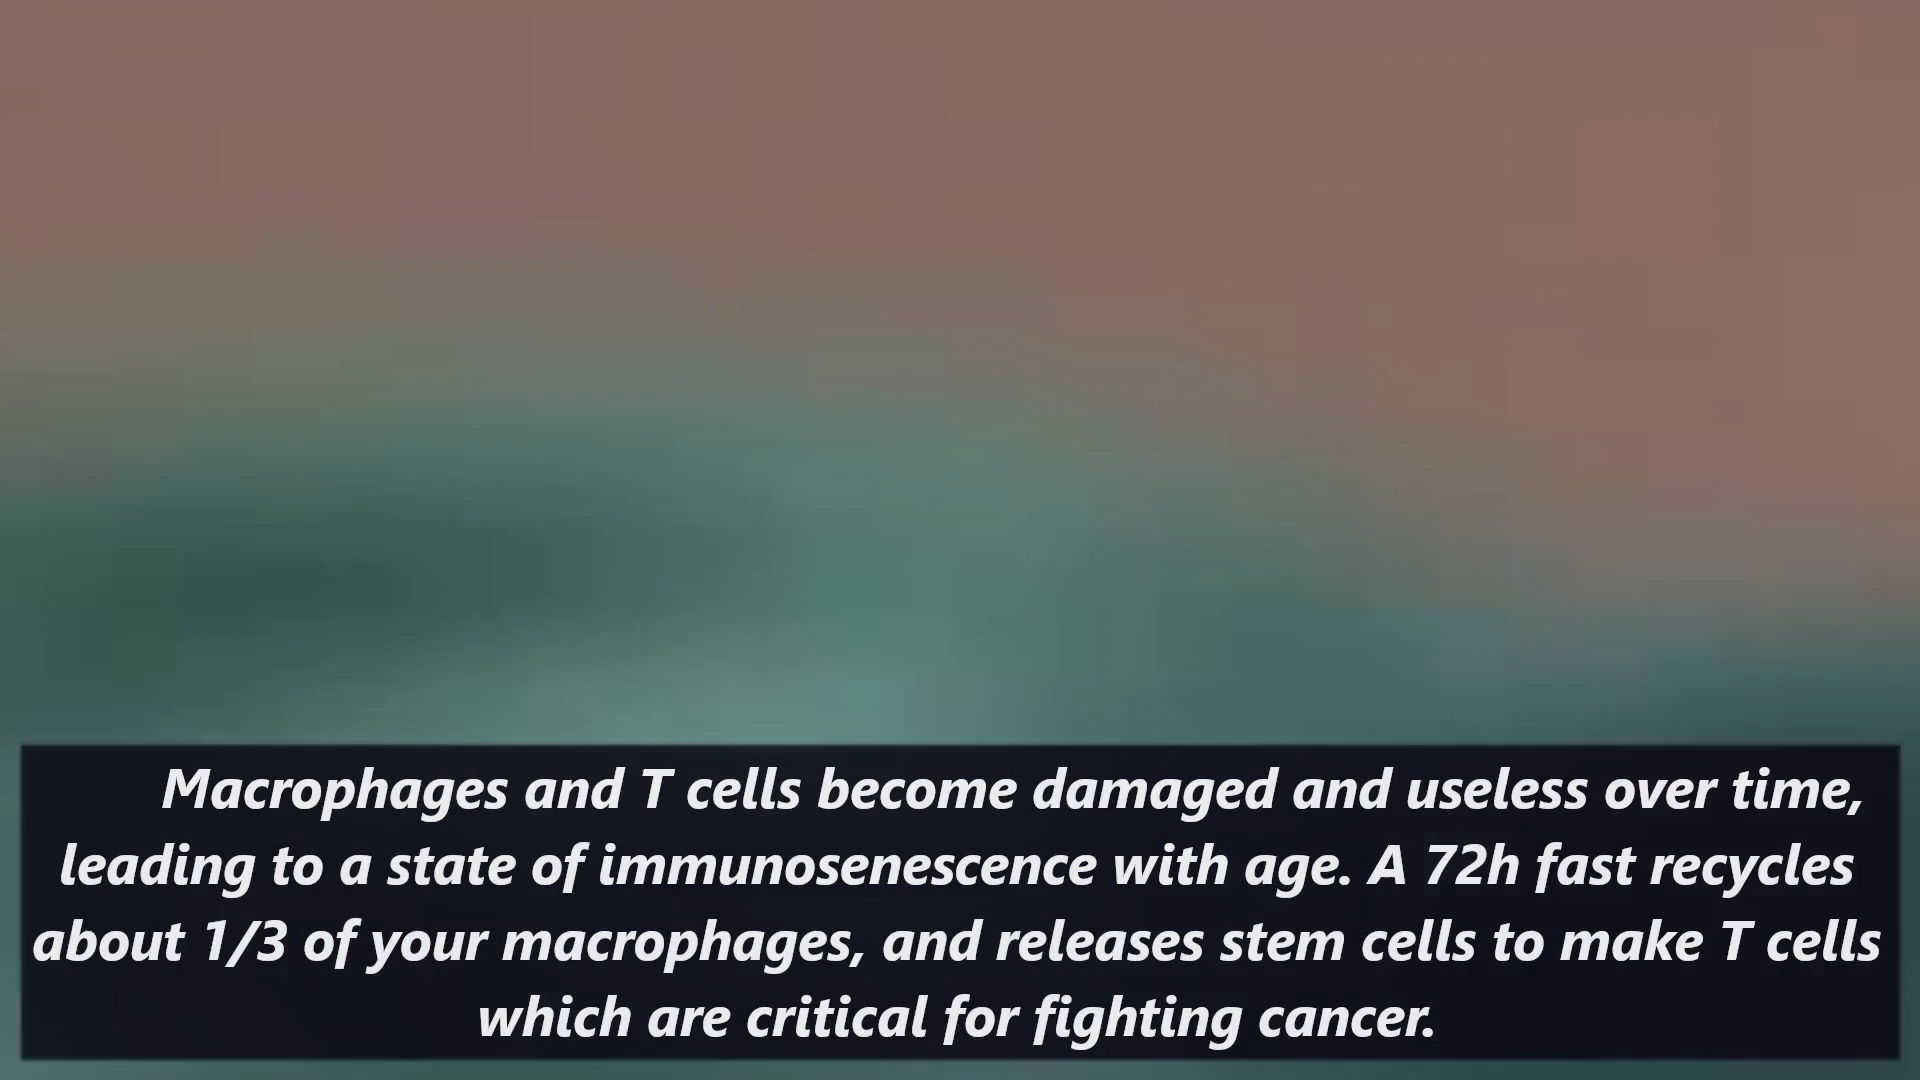 Macrophages and T cells become damaged and useless over time,
leading to a state of immunosenescence with age. A 72h fast recycles
about 1/3 of your macrophages, and releases stem cells to make T cells
which are critical for fighting cancer.